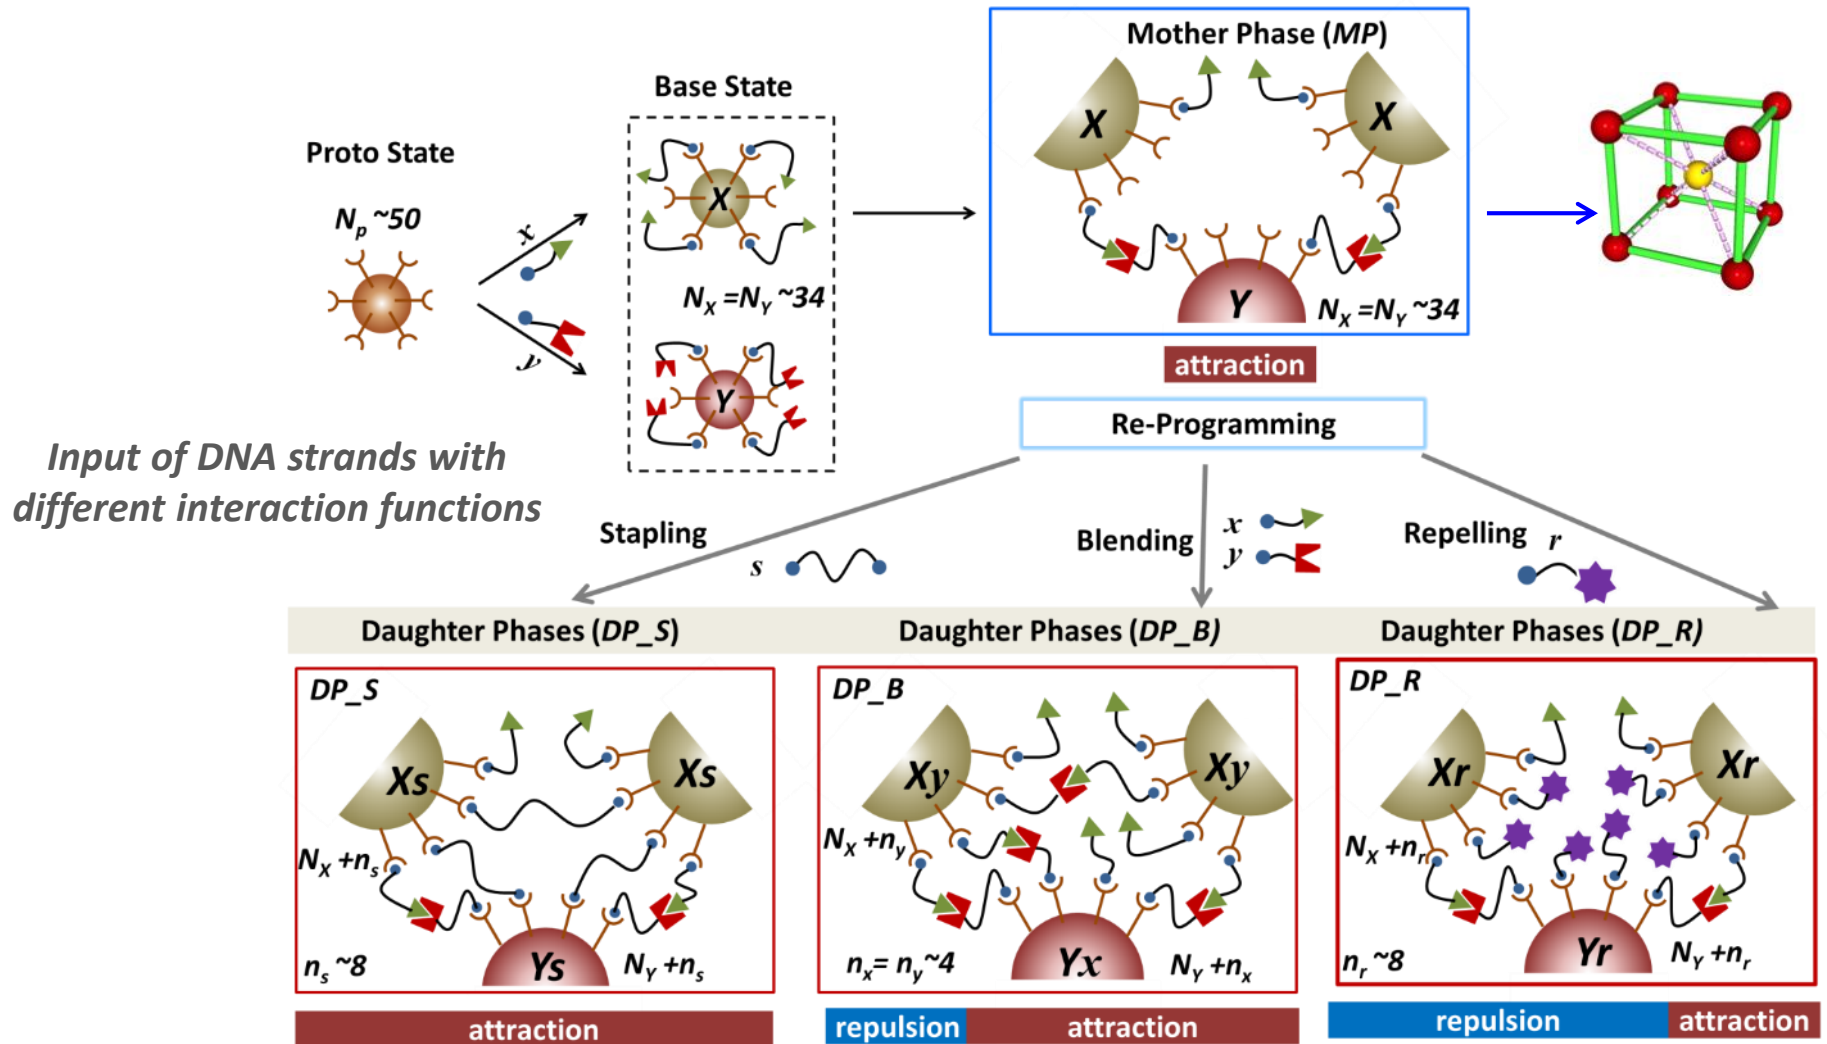 Mother Phase (MP)
X
X
Y
N_X =N_Y ~34
attraction
Base State
X
N_X =N_Y ~34
Y
Proto State
N_p ~50
x
y
Input of DNA strands with
different interaction functions
Re-Programming
Stapling
s
Blending
x
y
Repelling
r
Daughter Phases (DP_S)
Daughter Phases (DP_B)
Daughter Phases (DP_R)
DP_S
Xs
Xs
N_X +n_s
n_s ~8
Ys
N_Y +n_s
attraction
DP_B
Xy
Xy
N_X +n_y
n_x= n_y~4
Yx
N_Y +n_x
repulsion
attraction
DP_R
Xr
Xr
N_X +n_r
n_r ~8
Yr
N_Y +n_r
repulsion
attraction